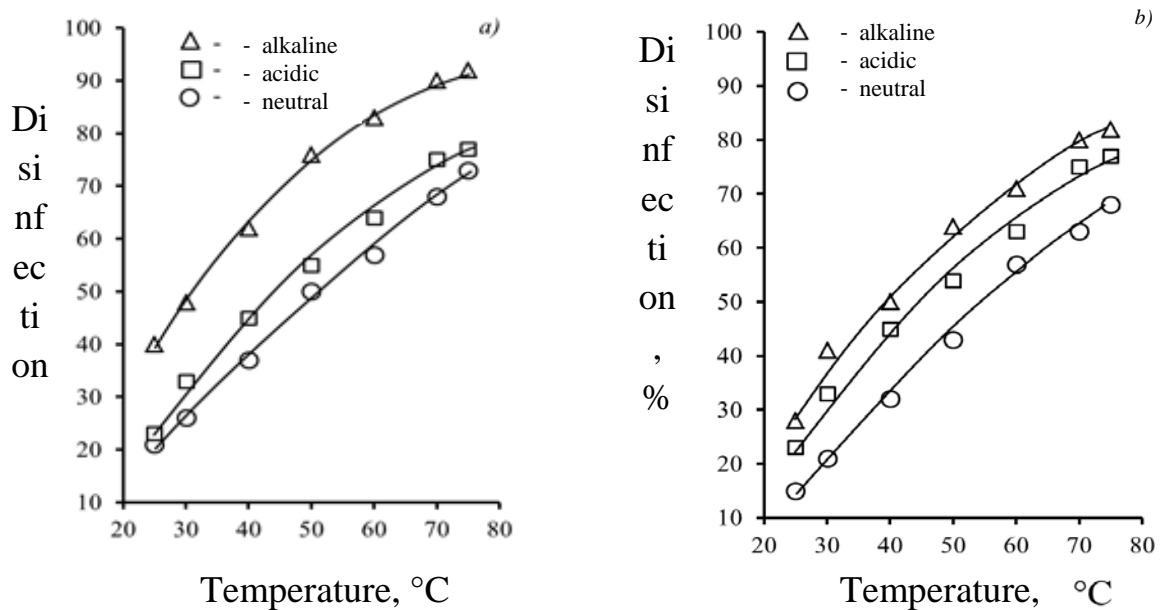 a)
100
90
80
70
60
50
40
30
20
10
- - alkaline
- - acidic
- - neutral
Di
si
nf
ec
ti
on
20 30 40 50 60 70 80
Temperature, °C
b)
100
90
80
70
60
50
40
30
20
10
- alkaline
- acidic
- neutral
Di
si
nf
ec
ti
on
,
%
20 30 40 50 60 70 80
Temperature, °C